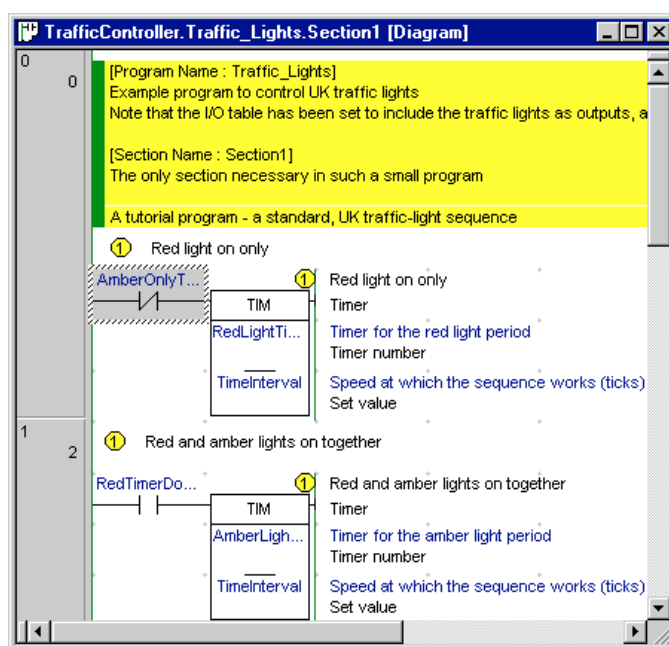 TrafficController.Traffic_Lights.Section1 [Diagram]
0
0
[Program Name : Traffic_Lights]
Example program to control UK traffic lights
Note that the I/O table has been set to include the traffic lights as outputs, a
[Section Name : Section1]
The only section necessary in such a small program
A tutorial program - a standard, UK traffic-light sequence
1 Red light on only
AmberOnlyT... 1 Red light on only
TIM Timer
RedLightTi... Timer for the red light period
Timer number
TimeInterval Speed at which the sequence works (ticks)
Set value
1
2
1 Red and amber lights on together
RedTimerDo... 1 Red and amber lights on together
TIM Timer
AmberLigh... Timer for the amber light period
Timer number
TimeInterval Speed at which the sequence works (ticks)
Set value